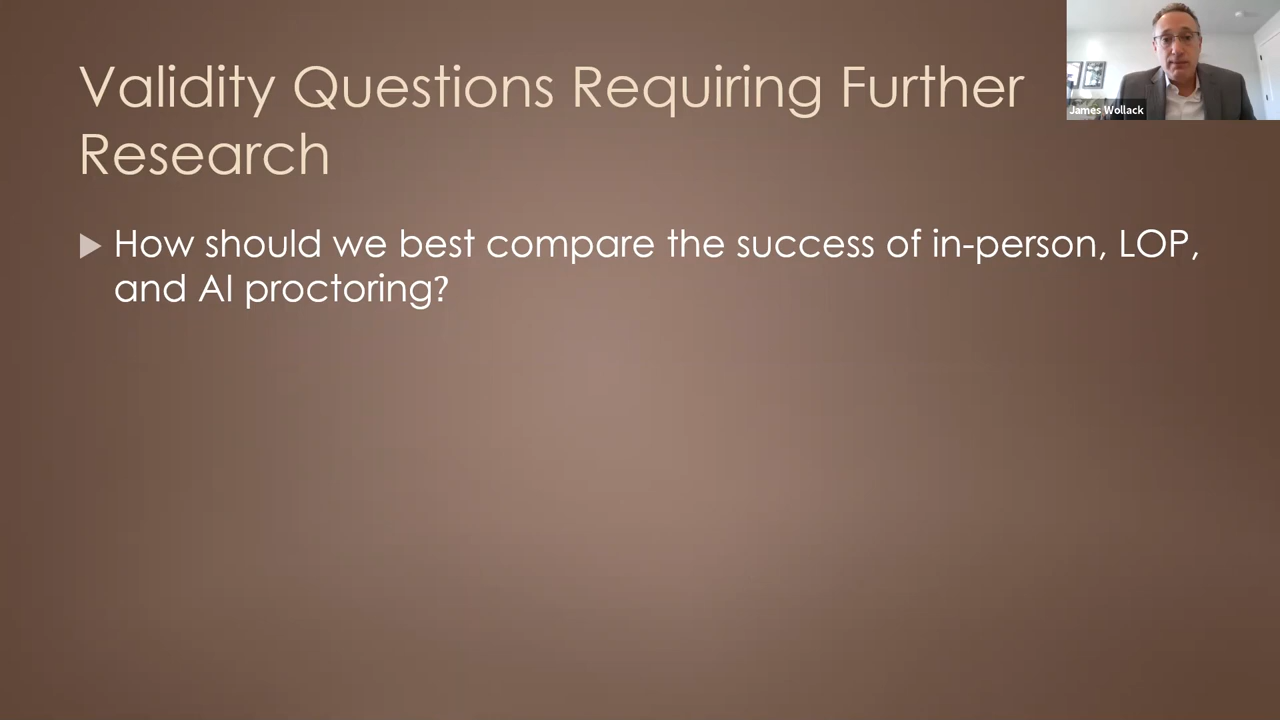 Validity Questions Requiring Further
Research
How should we best compare the success of in-person, LOP,
and AI proctoring?
James Wollack